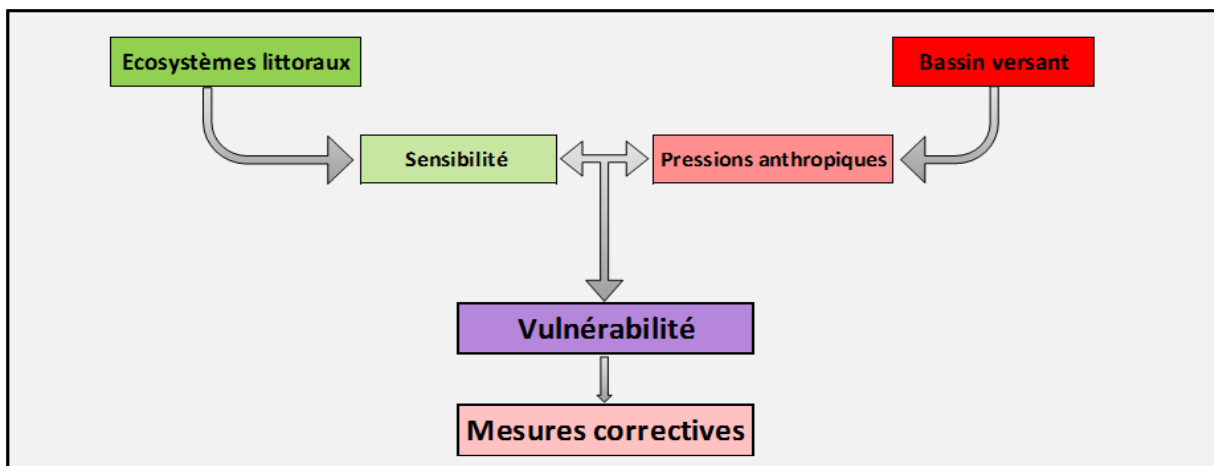 Ecosystèmes littoraux
Bassin versant
Sensibilité
Pressions anthropiques
Vulnérabilité
Mesures correctives